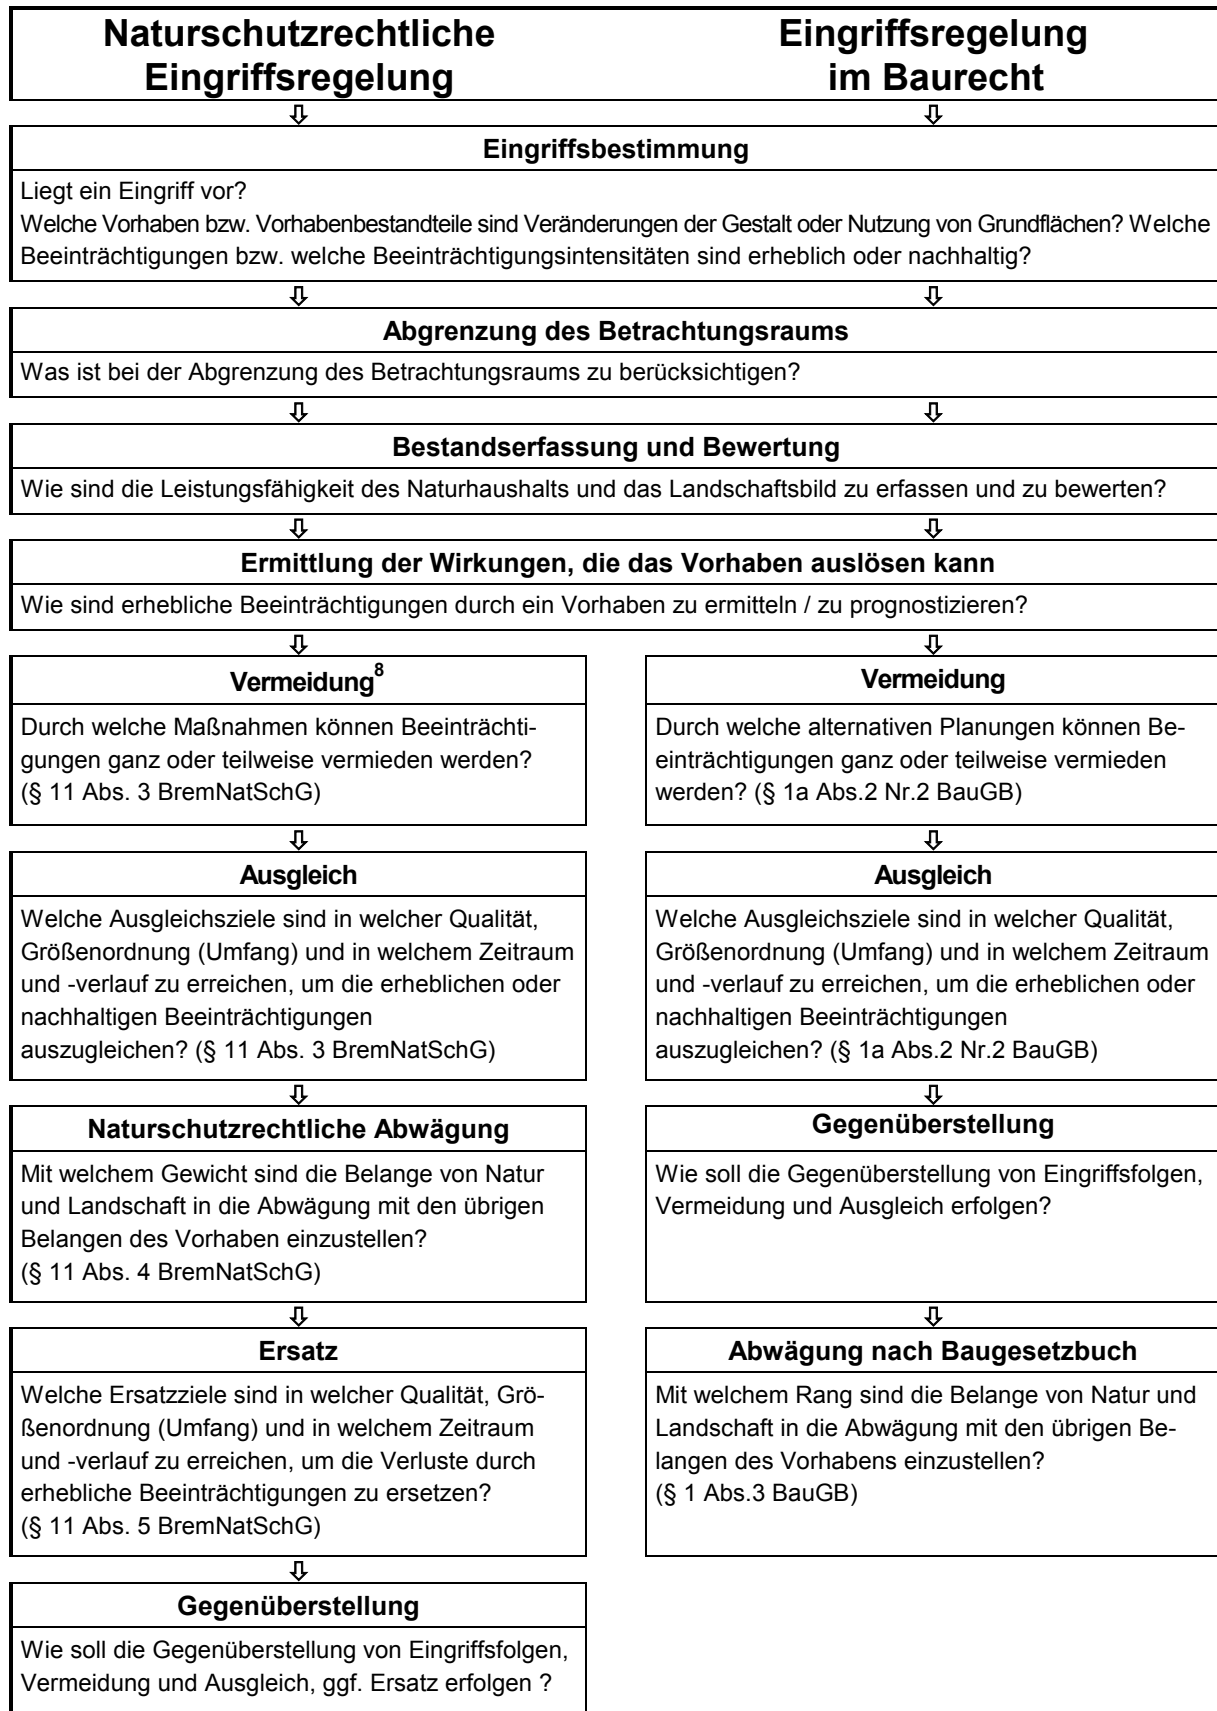 Naturschutzrechtliche
Eingriffsregelung
Eingriffsregelung
im Baurecht
⇩ ⇩
Eingriffsbestimmung
Liegt ein Eingriff vor?
Welche Vorhaben bzw. Vorhabenbestandteile sind Veränderungen der Gestalt oder Nutzung von Grundflächen? Welche
Beeinträchtigungen bzw. welche Beeinträchtigungsintensitäten sind erheblich oder nachhaltig?
⇩ ⇩
Abgrenzung des Betrachtungsraums
Was ist bei der Abgrenzung des Betrachtungsraums zu berücksichtigen?
⇩ ⇩
Bestandserfassung und Bewertung
Wie sind die Leistungsfähigkeit des Naturhaushalts und das Landschaftsbild zu erfassen und zu bewerten?
⇩ ⇩
Ermittlung der Wirkungen, die das Vorhaben auslösen kann
Wie sind erhebliche Beeinträchtigungen durch ein Vorhaben zu ermitteln / zu prognostizieren?
⇩ ⇩
Vermeidung⁸
Durch welche Maßnahmen können Beeinträchti-
gungen ganz oder teilweise vermieden werden?
(§ 11 Abs. 3 BremNatSchG)
⇩
Ausgleich
Welche Ausgleichsziele sind in welcher Qualität,
Größenordnung (Umfang) und in welchem Zeitraum
und -verlauf zu erreichen, um die erheblichen oder
nachhaltigen Beeinträchtigungen
auszugleichen? (§ 11 Abs. 3 BremNatSchG)
⇩
Naturschutzrechtliche Abwägung
Mit welchem Gewicht sind die Belange von Natur
und Landschaft in die Abwägung mit den übrigen
Belangen des Vorhaben einzustellen?
(§ 11 Abs. 4 BremNatSchG)
⇩
Ersatz
Welche Ersatzziele sind in welcher Qualität, Grö-
ßenordnung (Umfang) und in welchem Zeitraum
und -verlauf zu erreichen, um die Verluste durch
erhebliche Beeinträchtigungen zu ersetzen?
(§ 11 Abs. 5 BremNatSchG)
⇩
Gegenüberstellung
Wie soll die Gegenüberstellung von Eingriffsfolgen,
Vermeidung und Ausgleich, ggf. Ersatz erfolgen ?
Vermeidung
Durch welche alternativen Planungen können Be-
einträchtigungen ganz oder teilweise vermieden
werden? (§ 1a Abs.2 Nr.2 BauGB)
⇩
Ausgleich
Welche Ausgleichsziele sind in welcher Qualität,
Größenordnung (Umfang) und in welchem Zeitraum
und -verlauf zu erreichen, um die erheblichen oder
nachhaltigen Beeinträchtigungen
auszugleichen? (§ 1a Abs.2 Nr.2 BauGB)
⇩
Gegenüberstellung
Wie soll die Gegenüberstellung von Eingriffsfolgen,
Vermeidung und Ausgleich erfolgen?
⇩
Abwägung nach Baugesetzbuch
Mit welchem Rang sind die Belange von Natur und
Landschaft in die Abwägung mit den übrigen Be-
langen des Vorhabens einzustellen?
(§ 1 Abs.3 BauGB)